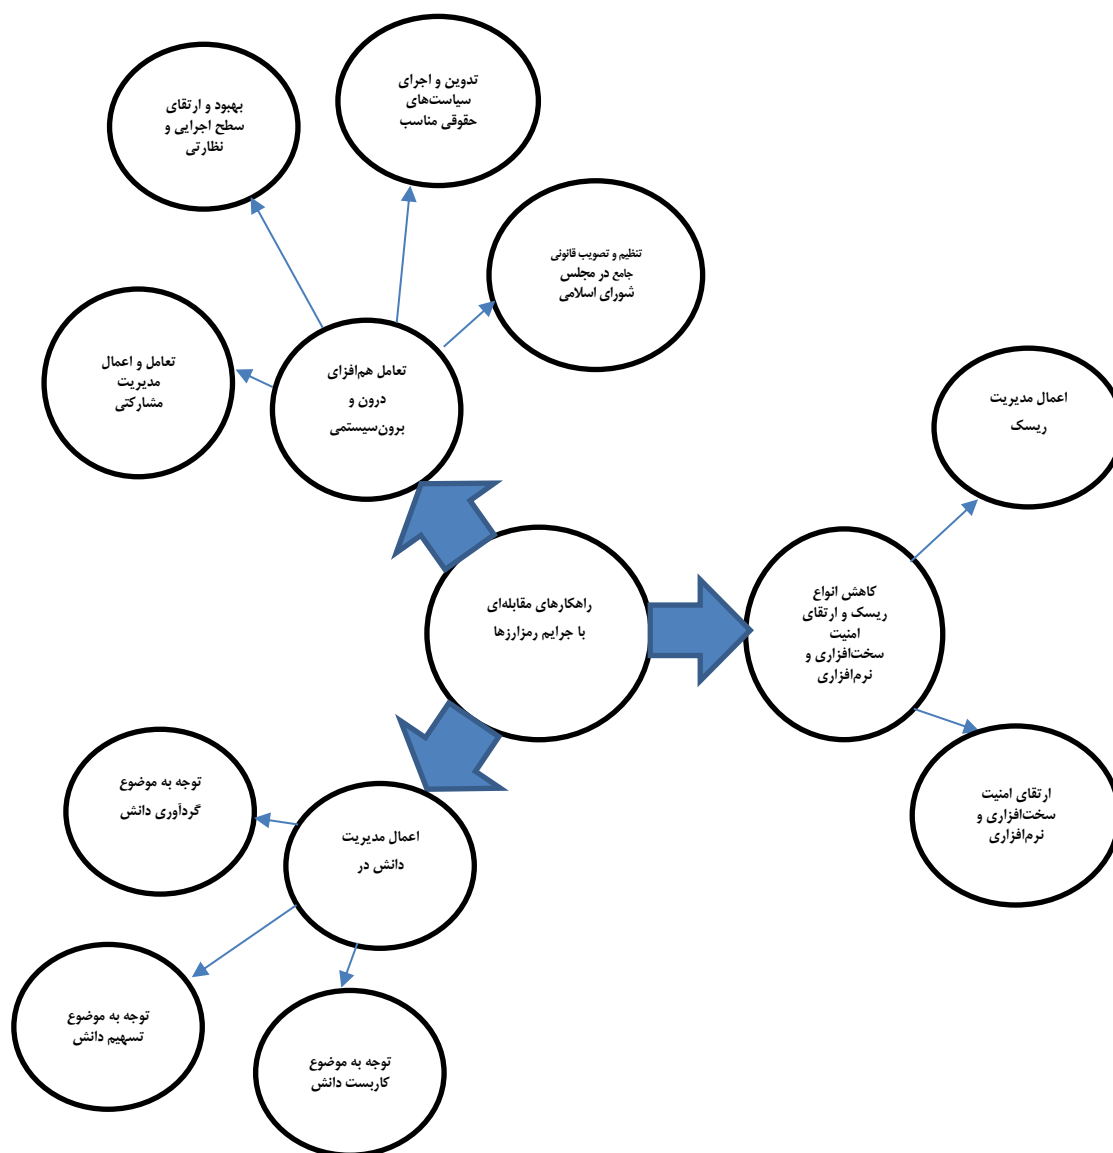 تدوین و اجرای
سیاست‌های
حقوقی مناسب
بهبود و ارتقای
سطح اجرایی و
نظارتی
تنظیم و تصویب قانونی
جامع در مجلس
شورای اسلامی
تعامل و اعمال
مدیریت
مشارکتی
تعامل هم‌افزای
درون و
برون‌سیستمی
اعمال مدیریت
ریسک
راهکارهای مقابله‌ای
با جرایم رمزارزها
کاهش انواع
ریسک و ارتقای
امنیت
سخت‌افزاری و
نرم‌افزاری
ارتقای امنیت
سخت‌افزاری و
نرم‌افزاری
توجه به موضوع
گردآوری دانش
اعمال مدیریت
دانش در
توجه به موضوع
تسهیم دانش
توجه به موضوع
کاربست دانش